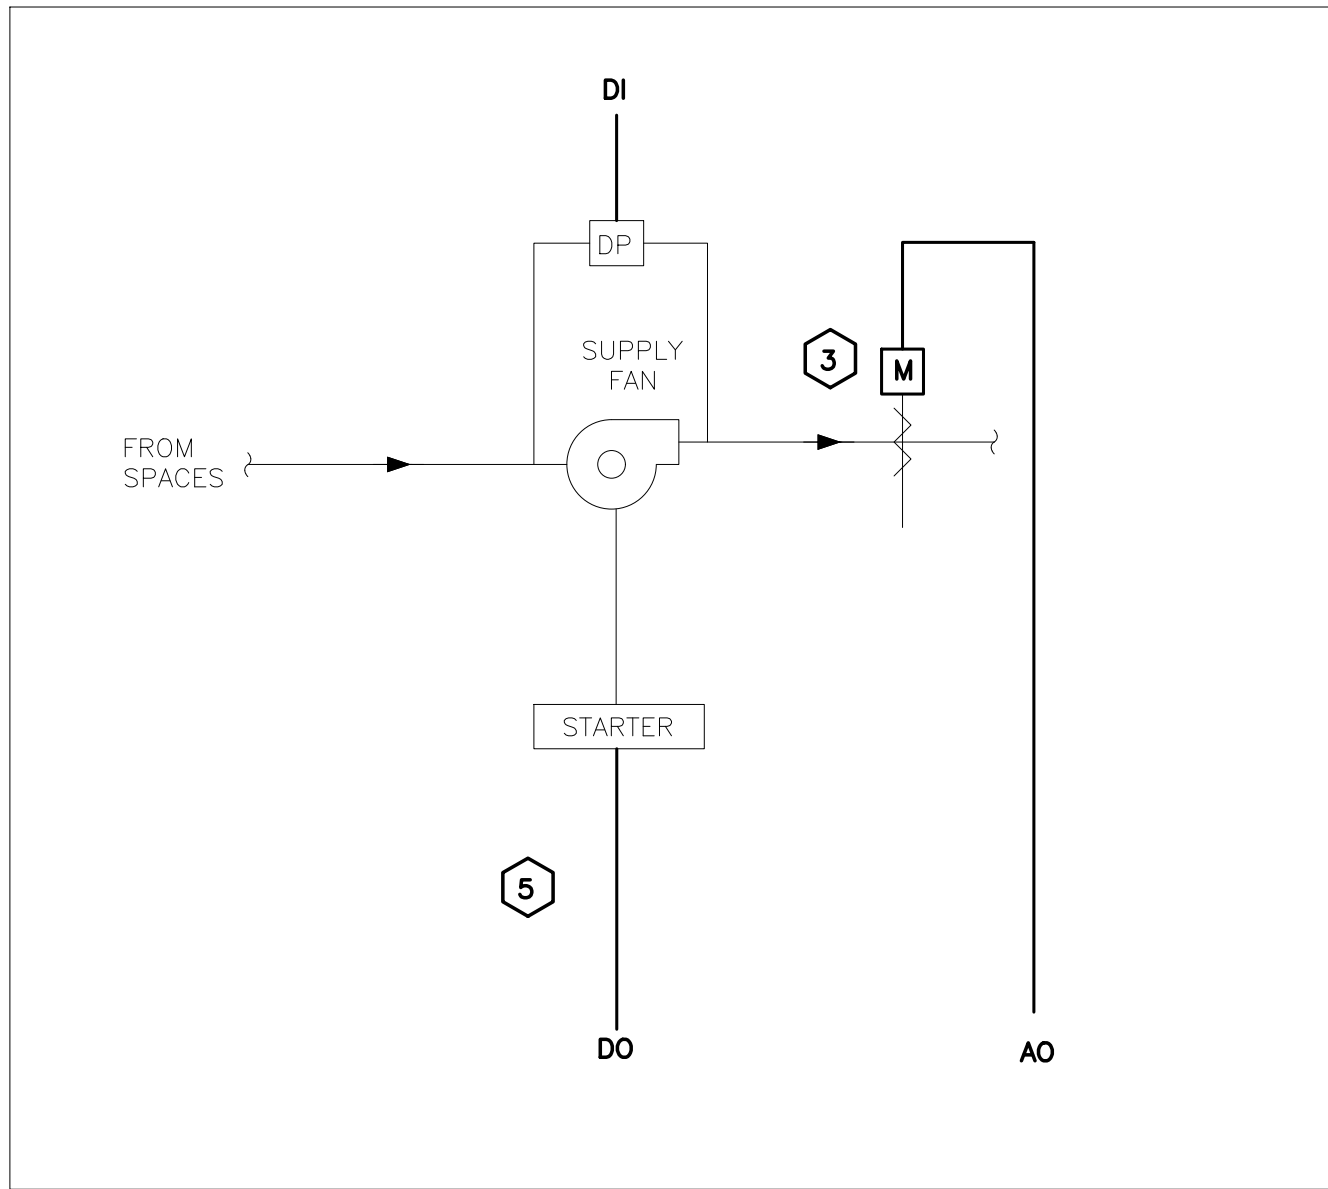 DI
DP
SUPPLY
FAN
3
M
FROM
SPACES
STARTER
5
DO
AO